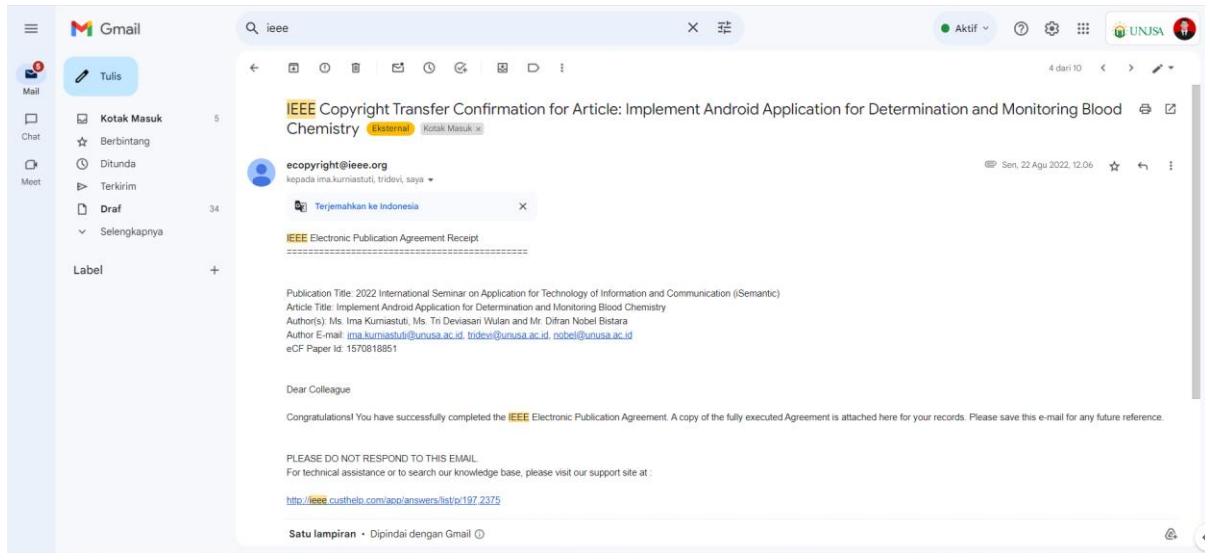 Gmail
ieee
Aktif
UNUSA
Mail
5
Tulis
4 dari 10
Kotak Masuk 5
Chat
Berbintang
Meet
Ditunda
Terkirim
Draf 34
Selengkapnya
Label
IEEE Copyright Transfer Confirmation for Article: Implement Android Application for Determination and Monitoring Blood
Chemistry Eksternal Kotak Masuk x
ecopyright@ieee.org
Sen, 22 Agu 2022, 12.06
kepada ima.kurniastuti, tridevi, saya
Terjemahkan ke Indonesia
IEEE Electronic Publication Agreement Receipt
=============================================
Publication Title: 2022 International Seminar on Application for Technology of Information and Communication (iSemantic)
Article Title: Implement Android Application for Determination and Monitoring Blood Chemistry
Author(s): Ms. Ima Kurniastuti, Ms. Tri Deviasari Wulan and Mr. Difran Nobel Bistara
Author E-mail: ima.kurniastuti@unusa.ac.id, tridevi@unusa.ac.id, nobel@unusa.ac.id
eCF Paper Id: 1570818851
Dear Colleague
Congratulations! You have successfully completed the IEEE Electronic Publication Agreement. A copy of the fully executed Agreement is attached here for your records. Please save this e-mail for any future reference.
PLEASE DO NOT RESPOND TO THIS EMAIL.
For technical assistance or to search our knowledge base, please visit our support site at :
http://ieee.custhelp.com/app/answers/list/p/197,2375
Satu lampiran • Dipindai dengan Gmail